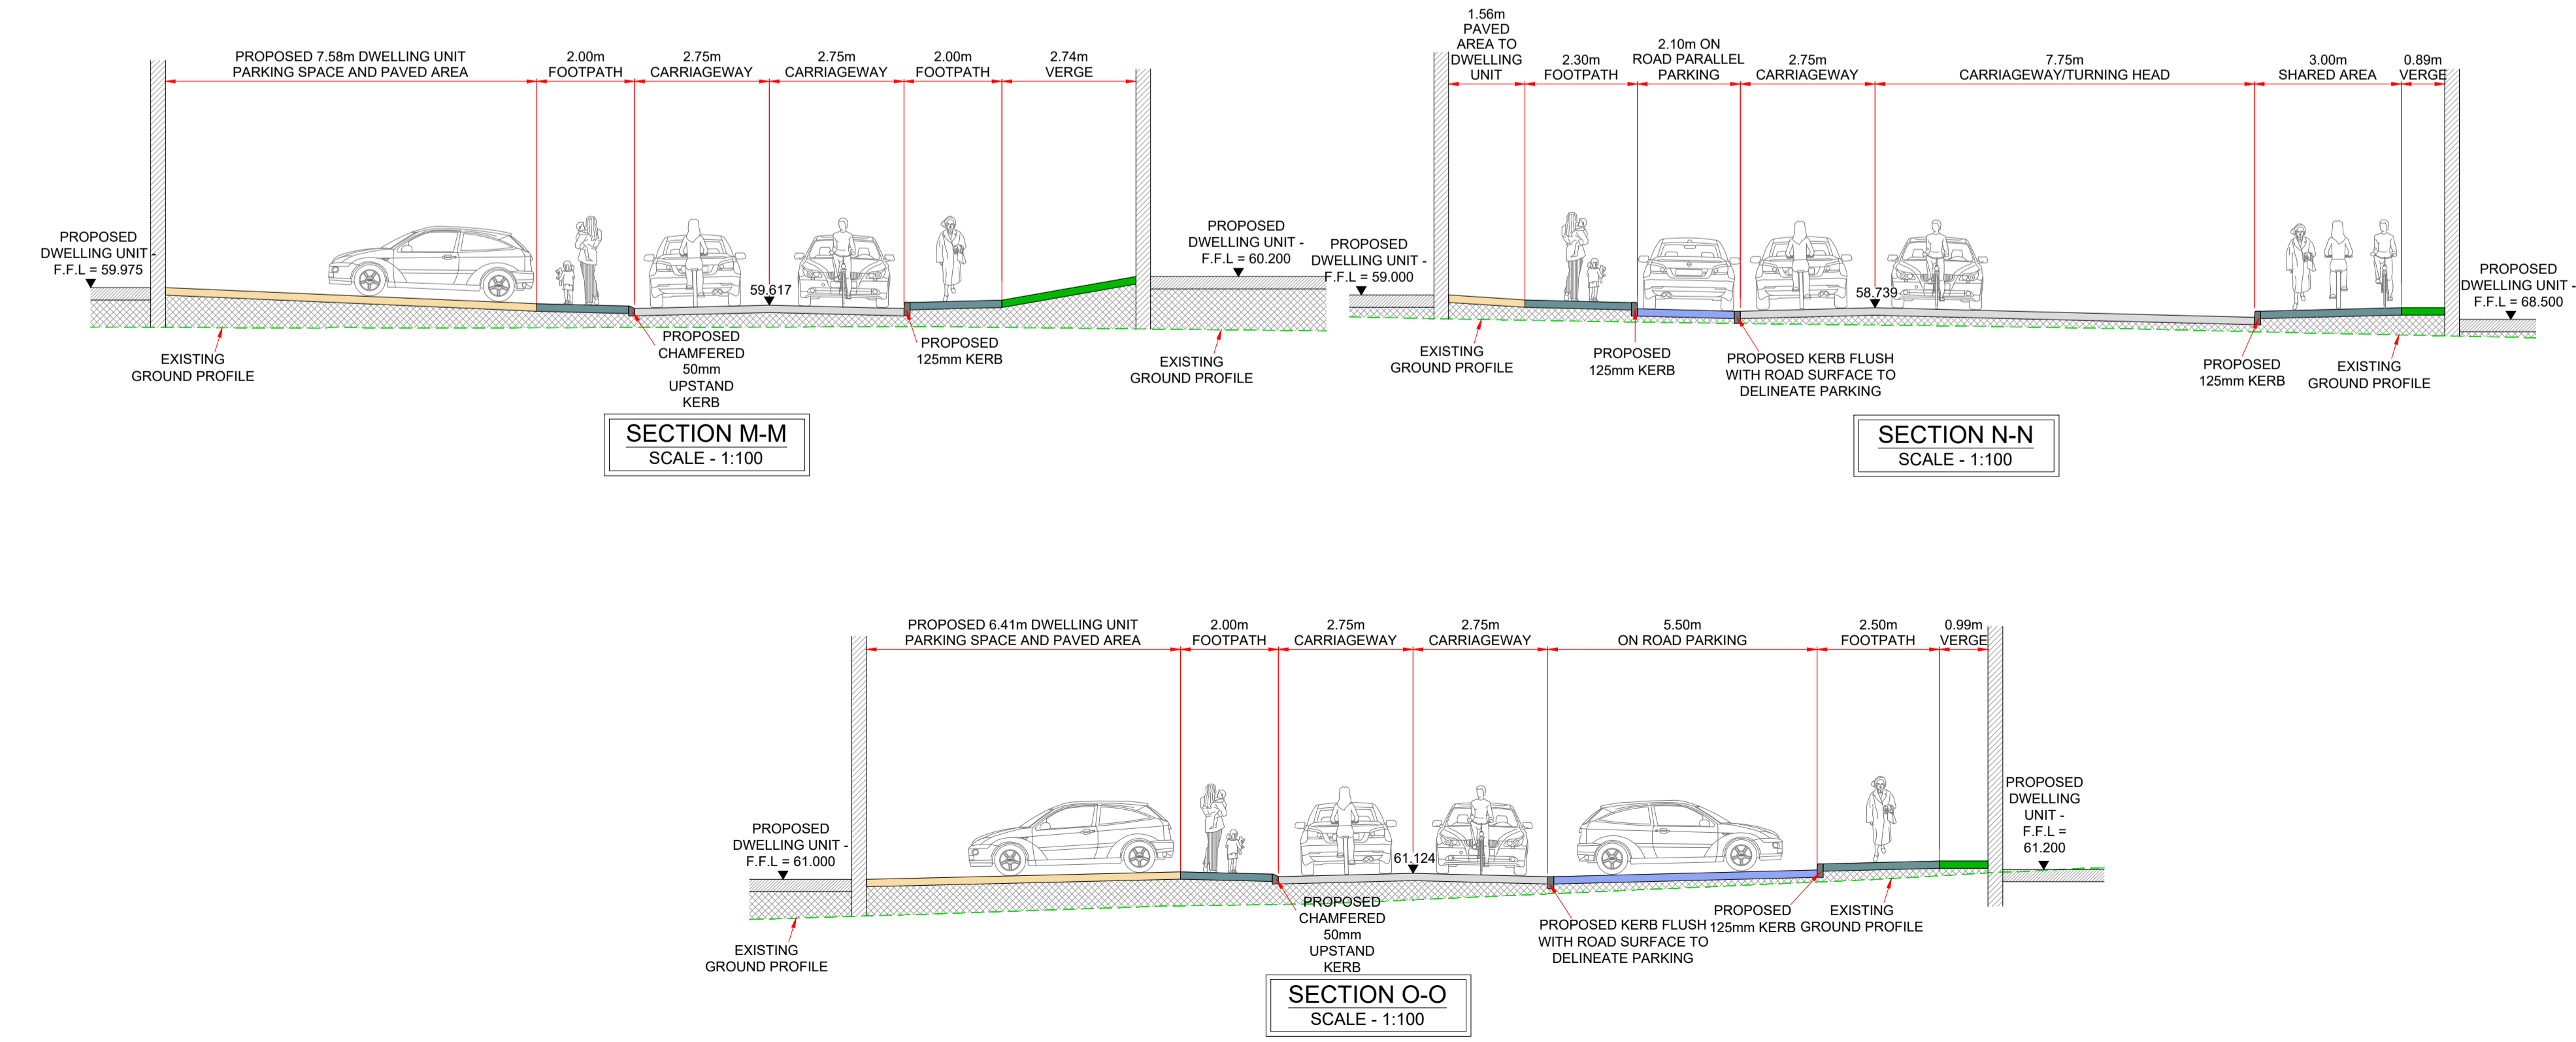 PROPOSED 7.58m DWELLING UNIT
PARKING SPACE AND PAVED AREA
2.00m
FOOTPATH
2.75m
CARRIAGEWAY
2.75m
CARRIAGEWAY
2.00m
FOOTPATH
2.74m
VERGE
PROPOSED
DWELLING UNIT -
F.F.L = 59.975
59.617
PROPOSED
DWELLING UNIT -
F.F.L = 60.200
EXISTING
GROUND PROFILE
PROPOSED
CHAMFERED
50mm
UPSTAND
KERB
PROPOSED
125mm KERB
EXISTING
GROUND PROFILE
SECTION M-M
SCALE - 1:100
1.56m
PAVED
AREA TO
DWELLING
UNIT
2.30m
FOOTPATH
2.10m ON
ROAD PARALLEL
PARKING
2.75m
CARRIAGEWAY
7.75m
CARRIAGEWAY/TURNING HEAD
3.00m
SHARED AREA
0.89m
VERGE
PROPOSED
DWELLING UNIT -
F.F.L = 59.000
58.739
PROPOSED
DWELLING UNIT -
F.F.L = 68.500
EXISTING
GROUND PROFILE
PROPOSED
125mm KERB
PROPOSED KERB FLUSH
WITH ROAD SURFACE TO
DELINEATE PARKING
PROPOSED
125mm KERB
EXISTING
GROUND PROFILE
SECTION N-N
SCALE - 1:100
PROPOSED 6.41m DWELLING UNIT
PARKING SPACE AND PAVED AREA
2.00m
FOOTPATH
2.75m
CARRIAGEWAY
2.75m
CARRIAGEWAY
5.50m
ON ROAD PARKING
2.50m
FOOTPATH
0.99m
VERGE
PROPOSED
DWELLING UNIT -
F.F.L = 61.000
61.124
PROPOSED
DWELLING
UNIT -
F.F.L =
61.200
EXISTING
GROUND PROFILE
PROPOSED
CHAMFERED
50mm
UPSTAND
KERB
PROPOSED KERB FLUSH
WITH ROAD SURFACE TO
DELINEATE PARKING
PROPOSED
125mm KERB
EXISTING
GROUND PROFILE
SECTION O-O
SCALE - 1:100